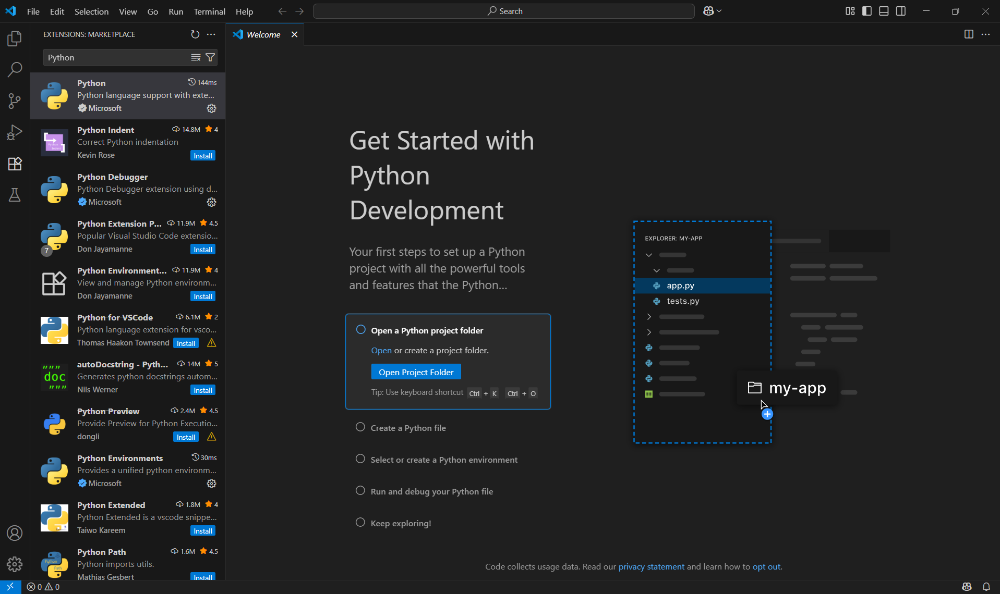 File Edit Selection View Go Run Terminal Help
Search
EXTENSIONS: MARKETPLACE
Python
Python 144ms
Python language support with exte...
Microsoft
Python Indent 14.8M 4
Correct Python indentation
Kevin Rose Install
Python Debugger
Python Debugger extension using d...
Microsoft
Python Extension P... 11.9M 4.5
Popular Visual Studio Code extensio...
7 Don Jayamanne Install
Python Environment... 11.9M 4
View and manage Python environm...
Don Jayamanne Install
Python for VSCode 6.1M 2
Python language extension for vsco...
Thomas Haakon Townsend Install
""" doc """
autoDocstring - Pyth... 14M 5
Generates python docstrings autom...
Nils Werner Install
Python Preview 2.4M 4.5
Provide Preview for Python Executio...
dongli Install
Python Environments 30ms
Provides a unified python environm...
Microsoft
Python Extended 1.8M 4
Python Extended is a vscode snippe...
Taiwo Kareem Install
Python Path 1.6M 4.5
Python imports utils.
Mathias Gesbert Install
Welcome
Get Started with
Python
Development
Your first steps to set up a Python
project with all the powerful tools
and features that the Python...
Open a Python project folder
Open or create a project folder.
Open Project Folder
Tip: Use keyboard shortcut Ctrl + K Ctrl + O
Create a Python file
Select or create a Python environment
Run and debug your Python file
Keep exploring!
EXPLORER: MY-APP
app.py
tests.py
my-app
Code collects usage data. Read our privacy statement and learn how to opt out.
0 0